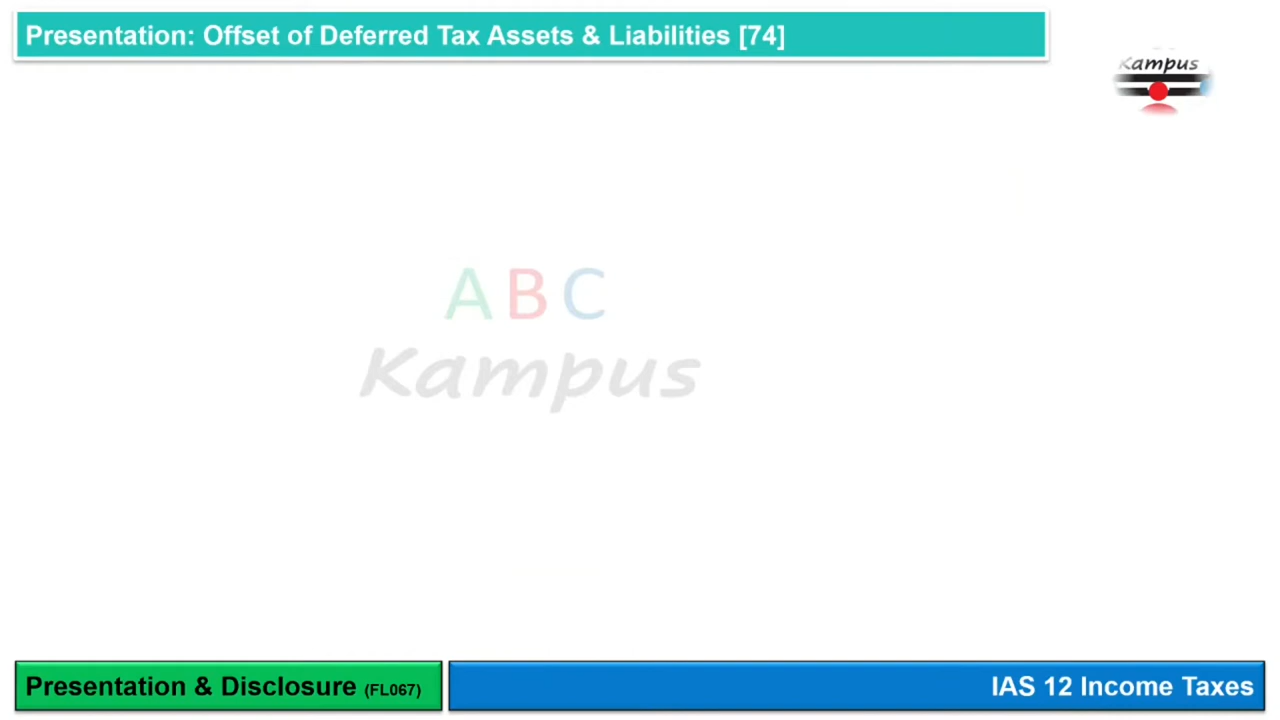 Presentation: Offset of Deferred Tax Assets & Liabilities [74]
Kampus
A B C
Kampus
Presentation & Disclosure (FL067)
IAS 12 Income Taxes